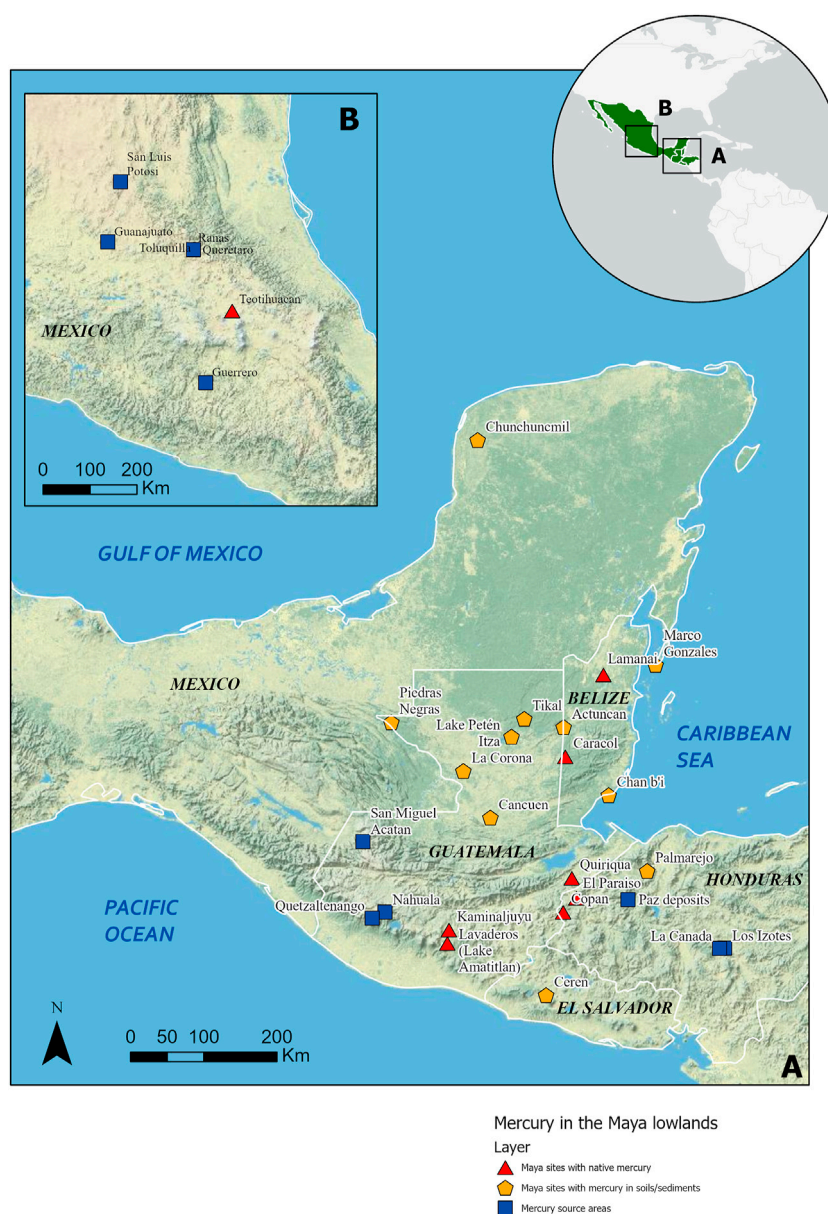 B
San Luis
Potosi
Guanajuato
Ranas
Toluquilla
Queretaro
Teotihuacan
MEXICO
Guerrero
0 100 200
Km
B
A
Chunchucmil
GULF OF MEXICO
Marco
Gonzales
Lamanai
MEXICO
BELIZE
Piedras
Negras
Tikal
Actuncan
Lake Petén
Itza
Caracol
CARIBBEAN
SEA
La Corona
Chan b'i
Cancuen
San Miguel
Acatan
GUATEMALA
Quiriqua
Palmarejo
HONDURAS
El Paraiso
Copan
Paz deposits
Nahuala
Quetzaltenango
PACIFIC
OCEAN
Kaminaljuyu
Lavaderos
(Lake
Amatitlan)
La Canada
Los Izotes
Ceren
EL SALVADOR
N
0 50 100 200
Km
A
Mercury in the Maya lowlands
Layer
Maya sites with native mercury
Maya sites with mercury in soils/sediments
Mercury source areas